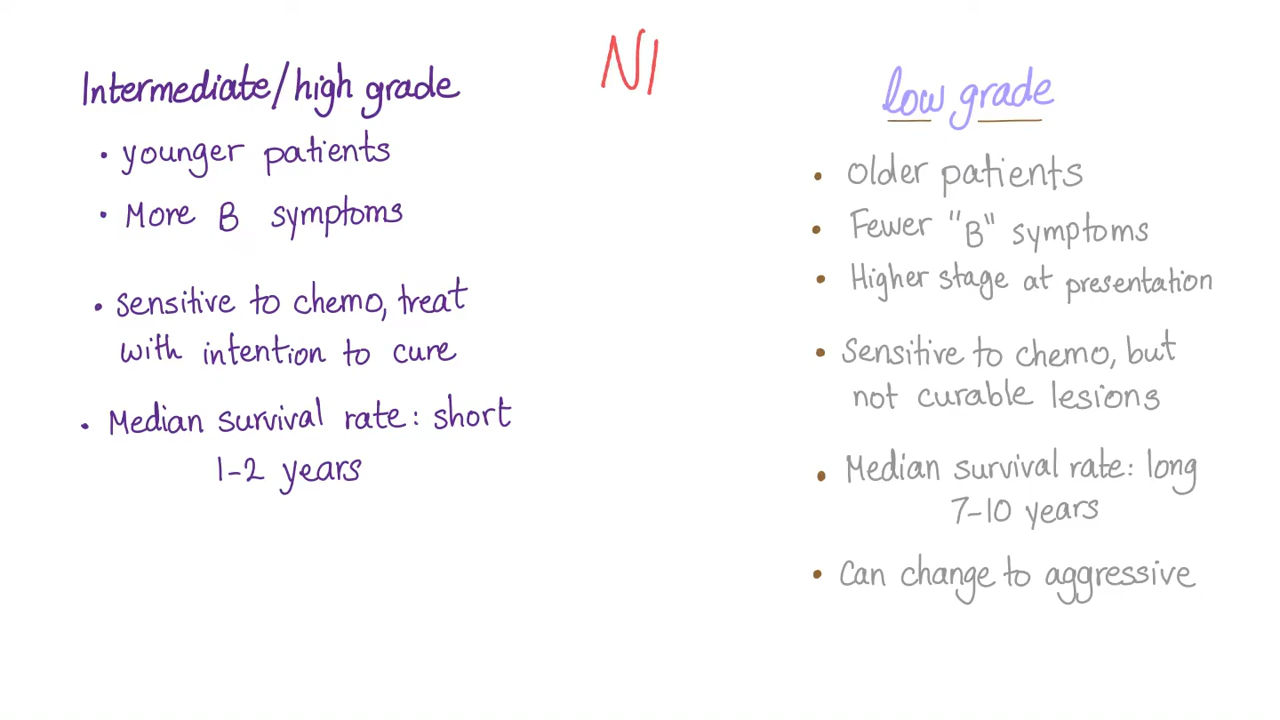 NI
Intermediate/high grade
• younger patients
• More B symptoms
• Sensitive to chemo, treat
with intention to cure
• Median survival rate: short
1-2 years
low grade
• Older patients
• Fewer "B" symptoms
• Higher stage at presentation
• Sensitive to chemo, but
not curable lesions
• Median survival rate: long
7-10 years
• Can change to aggressive